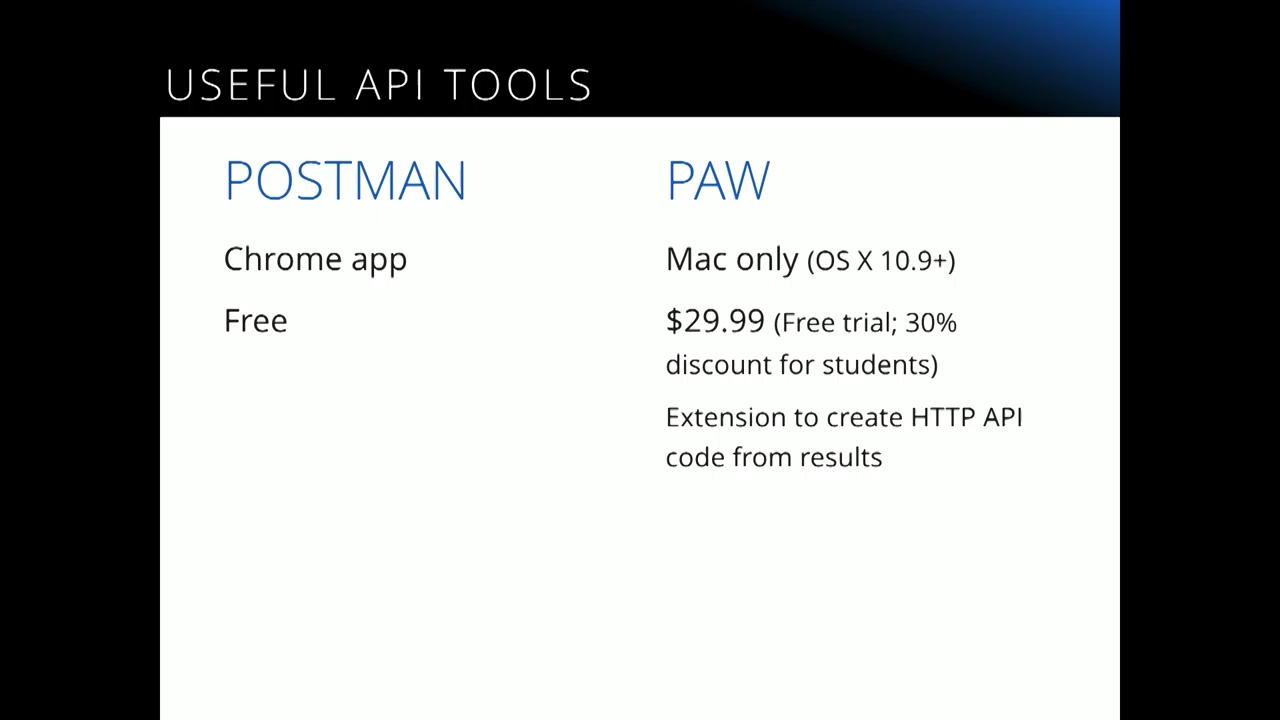 USEFUL API TOOLS
POSTMAN
Chrome app
Free
PAW
Mac only (OS X 10.9+)
$29.99 (Free trial; 30%
discount for students)
Extension to create HTTP API
code from results